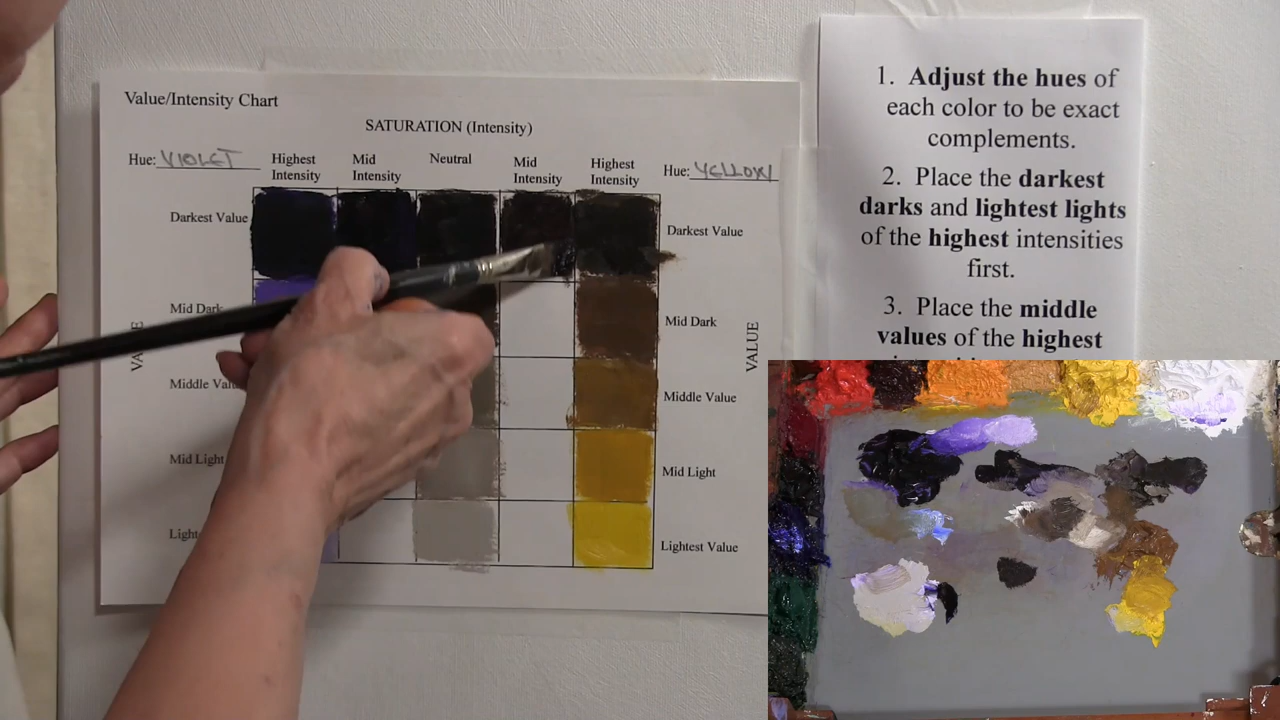 Value/Intensity Chart
SATURATION (Intensity)
Hue: VIOLET
Highest Intensity
Mid Intensity
Neutral
Mid Intensity
Highest Intensity
Hue: YELLOW
Darkest Value
Darkest Value
Mid Dark
Mid Dark
VALUE
Middle Value
Middle Value
Mid Light
Mid Light
Lightest Value
1. Adjust the hues of
each color to be exact
complements.
2. Place the darkest
darks and lightest lights
of the highest intensities
first.
3. Place the middle
values of the highest